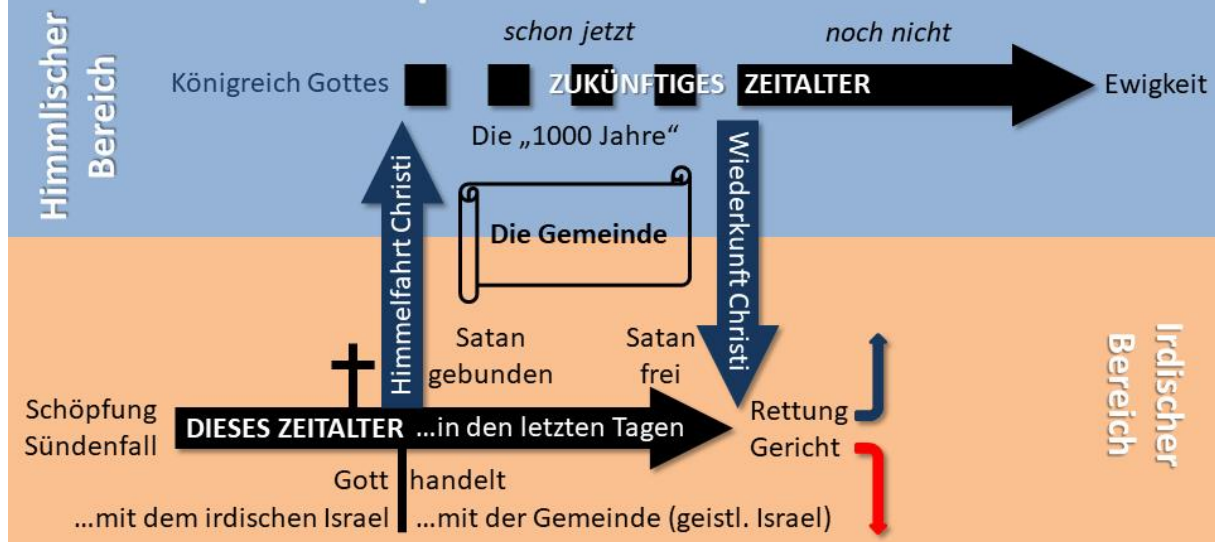 schon jetzt
noch nicht
Himmlischer
Bereich
Königreich Gottes
ZUKÜNFTIGES ZEITALTER
Ewigkeit
Die „1000 Jahre“
Himmelfahrt Christi
Die Gemeinde
Wiederkunft Christi
Satan
gebunden
Satan
frei
Irdischer
Bereich
Schöpfung
Sündenfall
DIESES ZEITALTER ...in den letzten Tagen
Rettung
Gericht
Gott handelt
...mit dem irdischen Israel
...mit der Gemeinde (geistl. Israel)